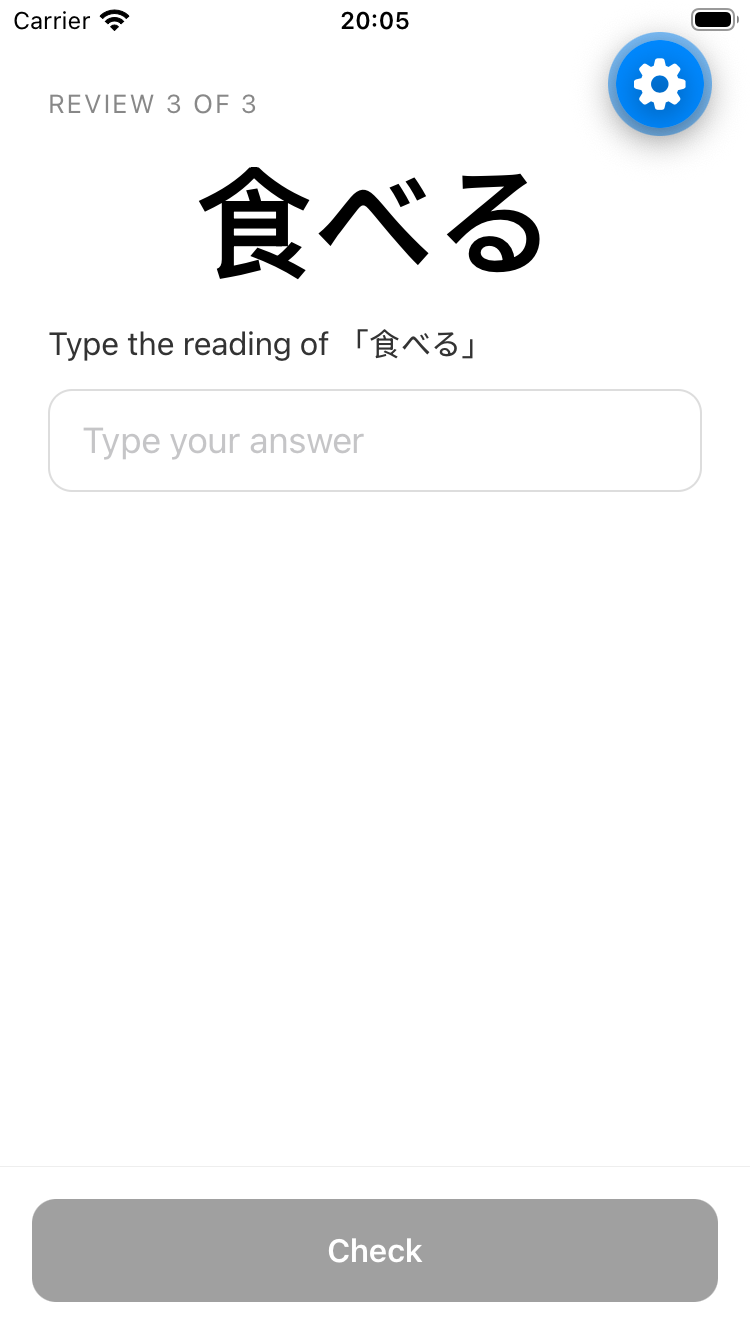 Carrier 20:05
REVIEW 3 OF 3
食べる
Type the reading of 「食べる」
Type your answer
Check